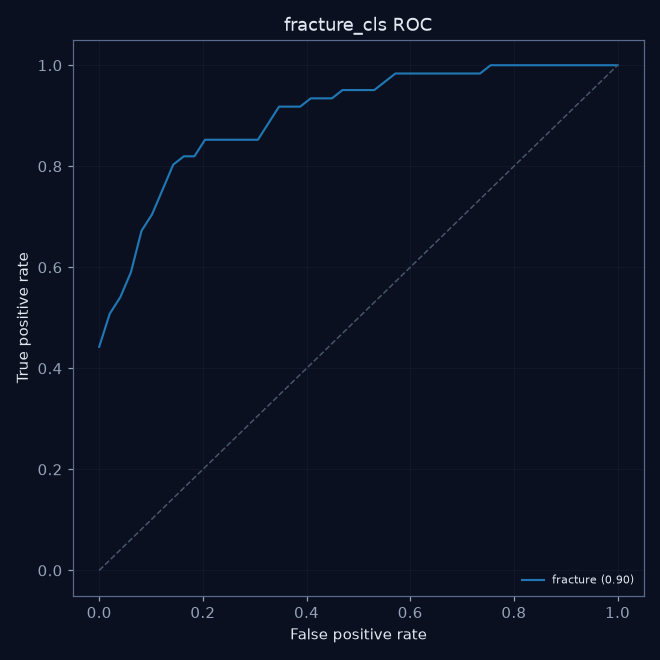 fracture_cls ROC
True positive rate
1.0
0.8
0.6
0.4
0.2
0.0
fracture (0.90)
0.0 0.2 0.4 0.6 0.8 1.0
False positive rate